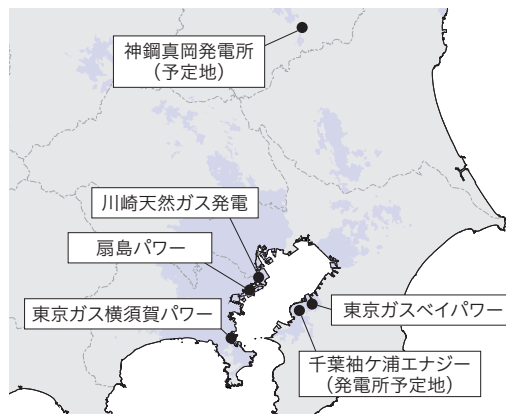 神鋼真岡発電所
（予定地）
川崎天然ガス発電
扇島パワー
東京ガス横須賀パワー
東京ガスベイパワー
千葉袖ケ浦エナジー
（発電所予定地）